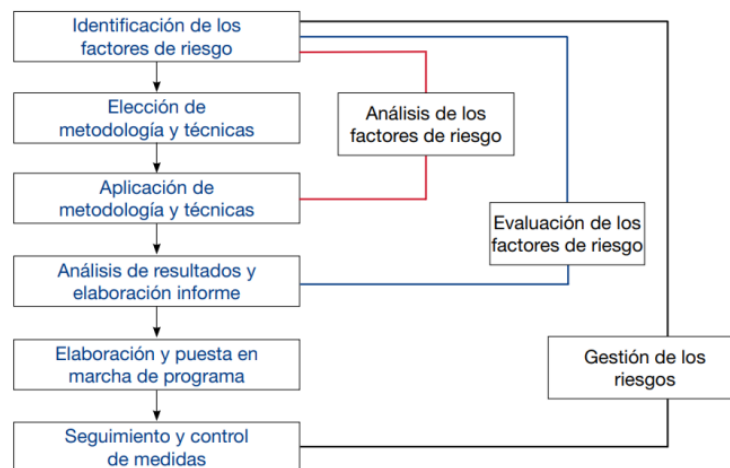 Identificación de los
factores de riesgo
Elección de
metodología y técnicas
Análisis de los
factores de riesgo
Aplicación de
metodología y técnicas
Evaluación de los
factores de riesgo
Análisis de resultados y
elaboración informe
Elaboración y puesta en
marcha de programa
Gestión de los
riesgos
Seguimiento y control
de medidas